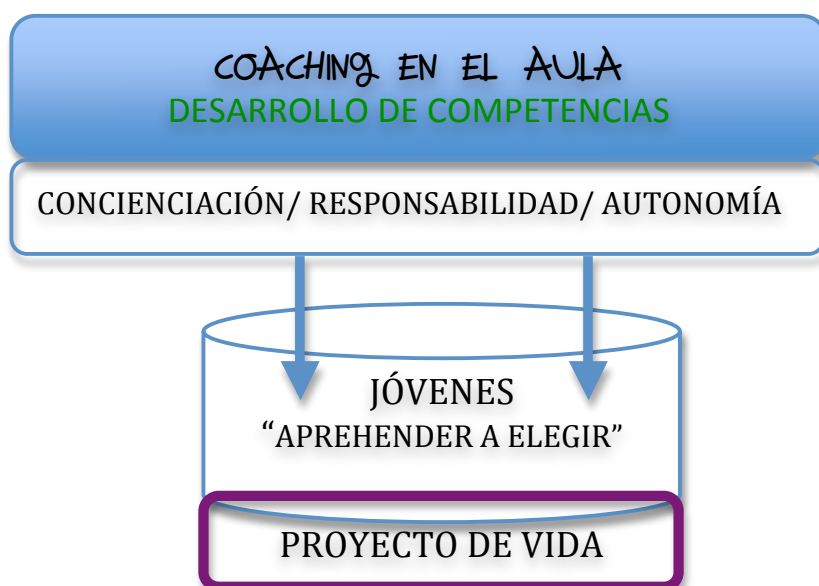 COACHING EN EL AULA
DESARROLLO DE COMPETENCIAS
CONCIENCIACIÓN/ RESPONSABILIDAD/ AUTONOMÍA
JÓVENES
“APREHENDER A ELEGIR”
PROYECTO DE VIDA